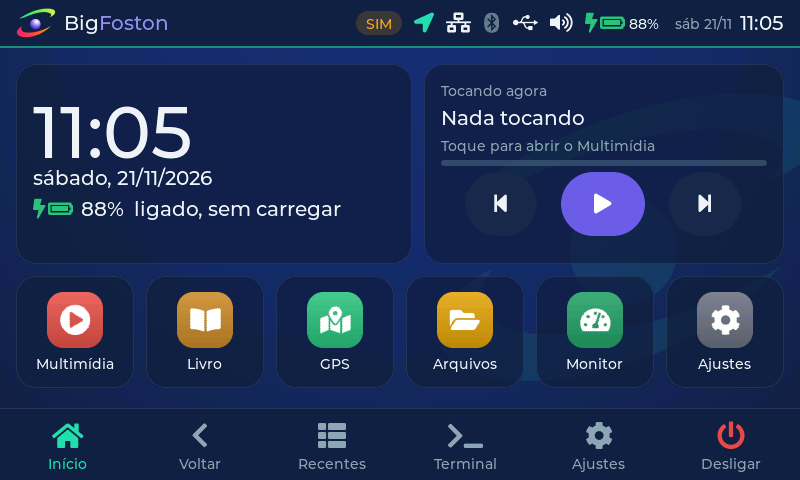 BigFoston
SIM
88%
sáb 21/11
11:05
11:05
sábado, 21/11/2026
88% ligado, sem carregar
Tocando agora
Nada tocando
Toque para abrir o Multimídia
Multimídia
Livro
GPS
Arquivos
Monitor
Ajustes
Início
Voltar
Recentes
Terminal
Ajustes
Desligar